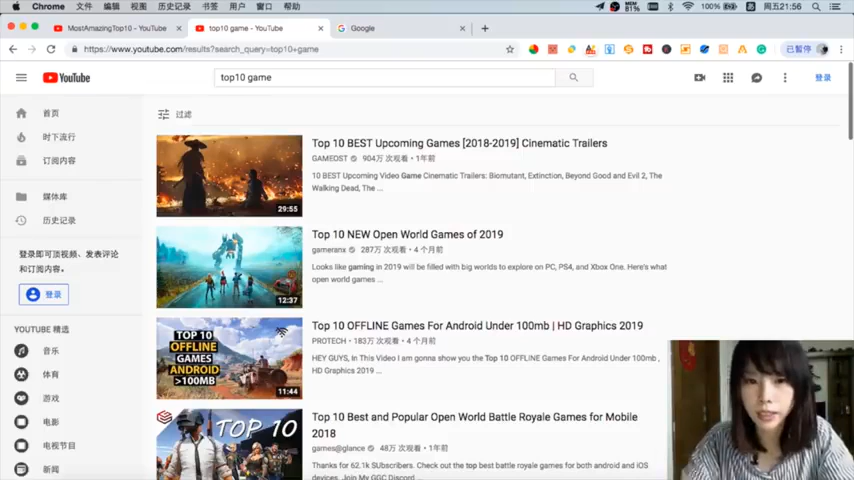 Chrome 文件 编辑 视图 历史记录 书签 用户 窗口 帮助 MEM 81% 100% 周五21:56
MostAmazingTop10 - YouTube top10 game - YouTube Google
https://www.youtube.com/results?search_query=top10+game 已暂停
YouTube top10 game 登录
首页
时下流行
订阅内容
媒体库
历史记录
登录即可顶视频、发表评论
和订阅内容。
登录
YOUTUBE 精选
音乐
体育
游戏
电影
电视节目
新闻
过滤
29:55
Top 10 BEST Upcoming Games [2018-2019] Cinematic Trailers
GAMEOST 904万 次观看 • 1年前
10 BEST Upcoming Video Game Cinematic Trailers: Biomutant, Extinction, Beyond Good and Evil 2, The
Walking Dead, The ...
12:37
Top 10 NEW Open World Games of 2019
gameranx 287万 次观看 • 4 个月前
Looks like gaming in 2019 will be filled with big worlds to explore on PC, PS4, and Xbox One. Here's what
open world games ...
TOP 10
OFFLINE
GAMES
ANDROID
>100MB
11:44
Top 10 OFFLINE Games For Android Under 100mb | HD Graphics 2019
PROTECH • 183万 次观看 • 1年前
HEY GUYS, In This Video I am gonna show you the Top 10 OFFLINE Games For Android Under 100mb ,
HD Graphics 2019 ...
TOP 10
Top 10 Best and Popular Open World Battle Royale Games for Mobile
2018
games@glance 48万 次观看 • 1年前
Thanks for 62.1k SUbscribers. Check out the top best battle royale games for both android and iOS
devices. Join My GGC Discord ...